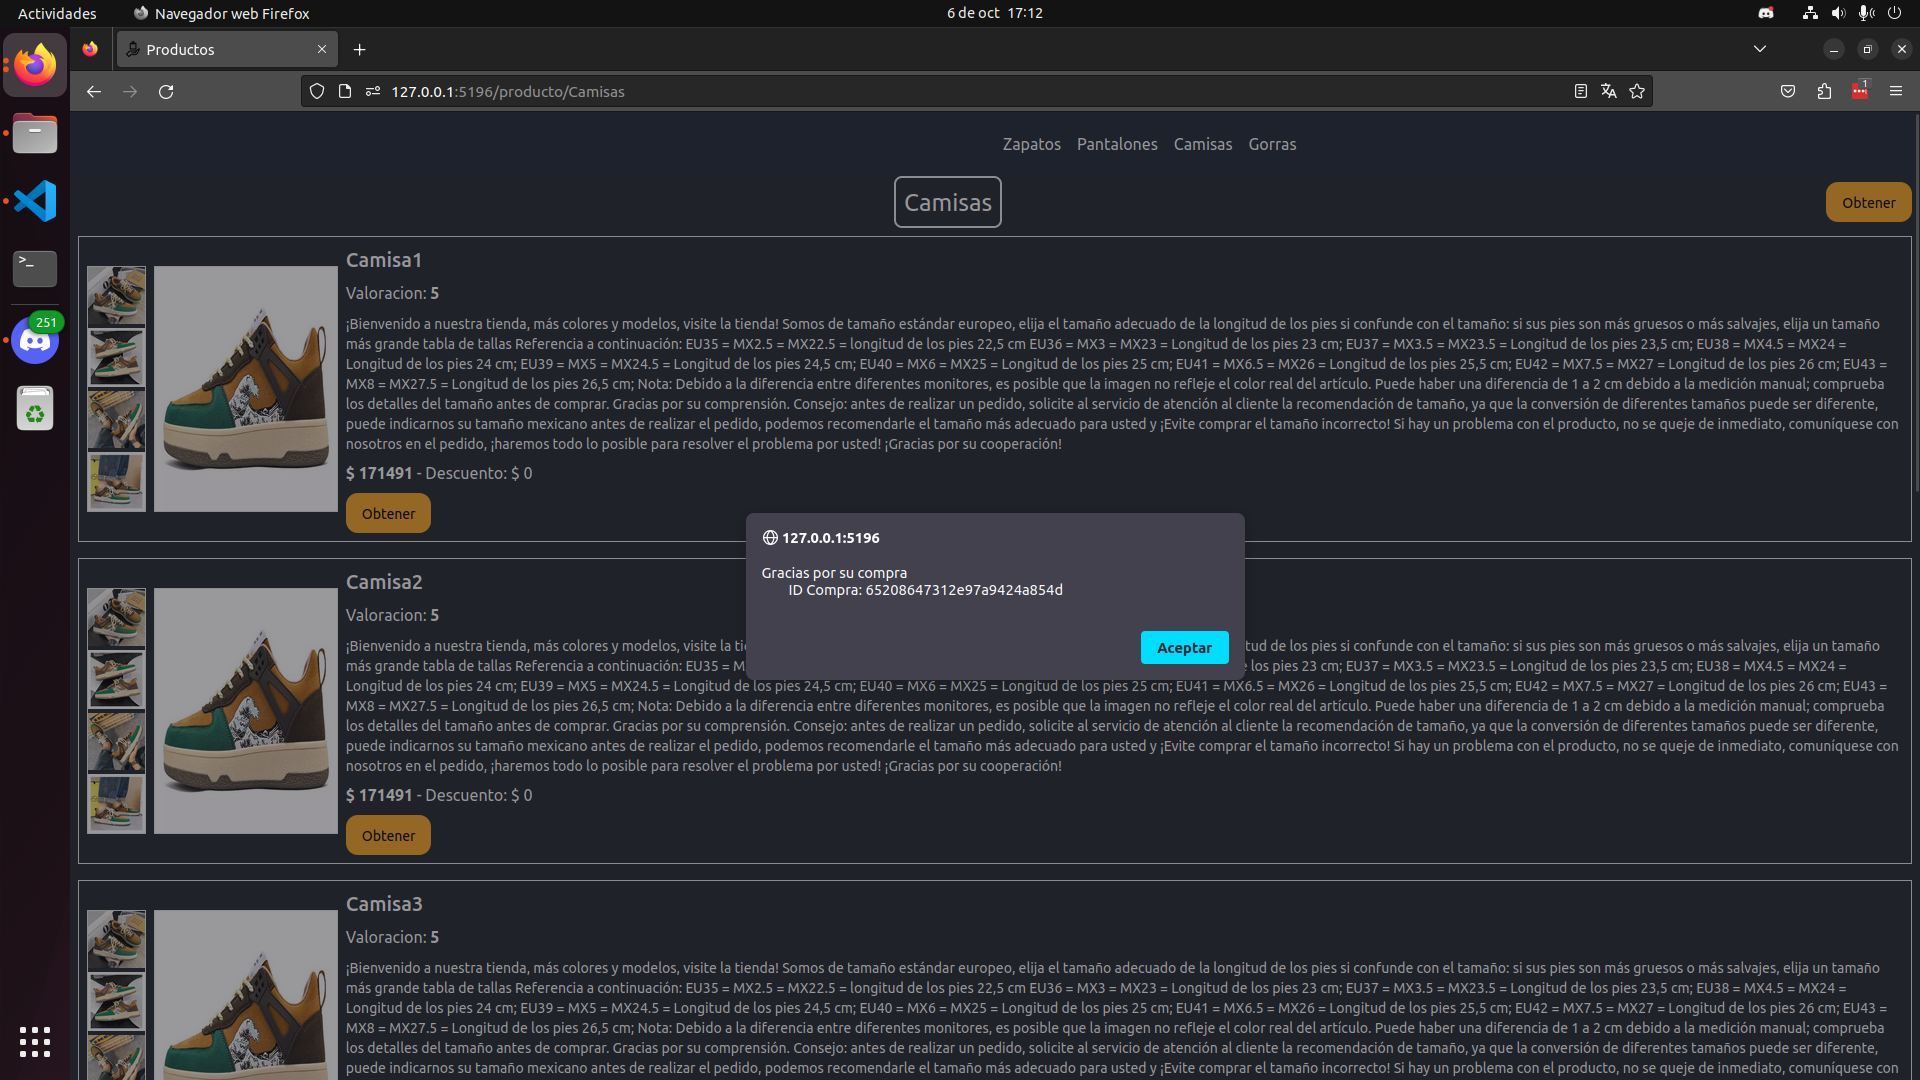 Actividades
Navegador web Firefox
6 de oct 17:12
Productos
127.0.0.1:5196/producto/Camisas
1
251
Zapatos Pantalones Camisas Gorras
Camisas
Obtener
Camisa1
Valoracion: 5
¡Bienvenido a nuestra tienda, más colores y modelos, visite la tienda! Somos de tamaño estándar europeo, elija el tamaño adecuado de la longitud de los pies si confunde con el tamaño: si sus pies son más gruesos o más salvajes, elija un tamaño
más grande tabla de tallas Referencia a continuación: EU35 = MX2.5 = MX22.5 = longitud de los pies 22,5 cm EU36 = MX3 = MX23 = Longitud de los pies 23 cm; EU37 = MX3.5 = MX23.5 = Longitud de los pies 23,5 cm; EU38 = MX4.5 = MX24 =
Longitud de los pies 24 cm; EU39 = MX5 = MX24.5 = Longitud de los pies 24,5 cm; EU40 = MX6 = MX25 = Longitud de los pies 25 cm; EU41 = MX6.5 = MX26 = Longitud de los pies 25,5 cm; EU42 = MX7.5 = MX27 = Longitud de los pies 26 cm; EU43 =
MX8 = MX27.5 = Longitud de los pies 26,5 cm; Nota: Debido a la diferencia entre diferentes monitores, es posible que la imagen no refleje el color real del artículo. Puede haber una diferencia de 1 a 2 cm debido a la medición manual; comprueba
los detalles del tamaño antes de comprar. Gracias por su comprensión. Consejo: antes de realizar un pedido, solicite al servicio de atención al cliente la recomendación de tamaño, ya que la conversión de diferentes tamaños puede ser diferente,
puede indicarnos su tamaño mexicano antes de realizar el pedido, podemos recomendarle el tamaño más adecuado para usted y ¡Evite comprar el tamaño incorrecto! Si hay un problema con el producto, no se queje de inmediato, comuníquese con
nosotros en el pedido, ¡haremos todo lo posible para resolver el problema por usted! ¡Gracias por su cooperación!
$ 171491 - Descuento: $ 0
Obtener
127.0.0.1:5196
Gracias por su compra
ID Compra: 65208647312e97a9424a854d
Aceptar
Camisa2
Valoracion: 5
¡Bienvenido a nuestra tienda, más colores y modelos, visite la tud de los pies si confunde con el tamaño: si sus pies son más gruesos o más salvajes, elija un tamaño
más grande tabla de tallas Referencia a continuación: EU35 = los pies 23 cm; EU37 = MX3.5 = MX23.5 = Longitud de los pies 23,5 cm; EU38 = MX4.5 = MX24 =
Longitud de los pies 24 cm; EU39 = MX5 = MX24.5 = Longitud de los pies 24,5 cm; EU40 = MX6 = MX25 = Longitud de los pies 25 cm; EU41 = MX6.5 = MX26 = Longitud de los pies 25,5 cm; EU42 = MX7.5 = MX27 = Longitud de los pies 26 cm; EU43 =
MX8 = MX27.5 = Longitud de los pies 26,5 cm; Nota: Debido a la diferencia entre diferentes monitores, es posible que la imagen no refleje el color real del artículo. Puede haber una diferencia de 1 a 2 cm debido a la medición manual; comprueba
los detalles del tamaño antes de comprar. Gracias por su comprensión. Consejo: antes de realizar un pedido, solicite al servicio de atención al cliente la recomendación de tamaño, ya que la conversión de diferentes tamaños puede ser diferente,
puede indicarnos su tamaño mexicano antes de realizar el pedido, podemos recomendarle el tamaño más adecuado para usted y ¡Evite comprar el tamaño incorrecto! Si hay un problema con el producto, no se queje de inmediato, comuníquese con
nosotros en el pedido, ¡haremos todo lo posible para resolver el problema por usted! ¡Gracias por su cooperación!
$ 171491 - Descuento: $ 0
Obtener
Camisa3
Valoracion: 5
¡Bienvenido a nuestra tienda, más colores y modelos, visite la tienda! Somos de tamaño estándar europeo, elija el tamaño adecuado de la longitud de los pies si confunde con el tamaño: si sus pies son más gruesos o más salvajes, elija un tamaño
más grande tabla de tallas Referencia a continuación: EU35 = MX2.5 = MX22.5 = longitud de los pies 22,5 cm EU36 = MX3 = MX23 = Longitud de los pies 23 cm; EU37 = MX3.5 = MX23.5 = Longitud de los pies 23,5 cm; EU38 = MX4.5 = MX24 =
Longitud de los pies 24 cm; EU39 = MX5 = MX24.5 = Longitud de los pies 24,5 cm; EU40 = MX6 = MX25 = Longitud de los pies 25 cm; EU41 = MX6.5 = MX26 = Longitud de los pies 25,5 cm; EU42 = MX7.5 = MX27 = Longitud de los pies 26 cm; EU43 =
MX8 = MX27.5 = Longitud de los pies 26,5 cm; Nota: Debido a la diferencia entre diferentes monitores, es posible que la imagen no refleje el color real del artículo. Puede haber una diferencia de 1 a 2 cm debido a la medición manual; comprueba
los detalles del tamaño antes de comprar. Gracias por su comprensión. Consejo: antes de realizar un pedido, solicite al servicio de atención al cliente la recomendación de tamaño, ya que la conversión de diferentes tamaños puede ser diferente,
puede indicarnos su tamaño mexicano antes de realizar el pedido, podemos recomendarle el tamaño más adecuado para usted y ¡Evite comprar el tamaño incorrecto! Si hay un problema con el producto, no se queje de inmediato, comuníquese con